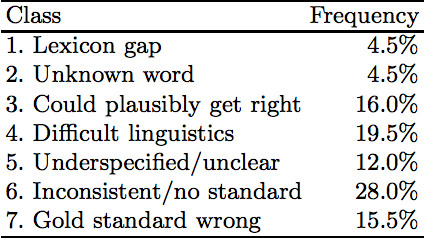 Class Frequency
1. Lexicon gap 4.5%
2. Unknown word 4.5%
3. Could plausibly get right 16.0%
4. Difficult linguistics 19.5%
5. Underspecified/unclear 12.0%
6. Inconsistent/no standard 28.0%
7. Gold standard wrong 15.5%